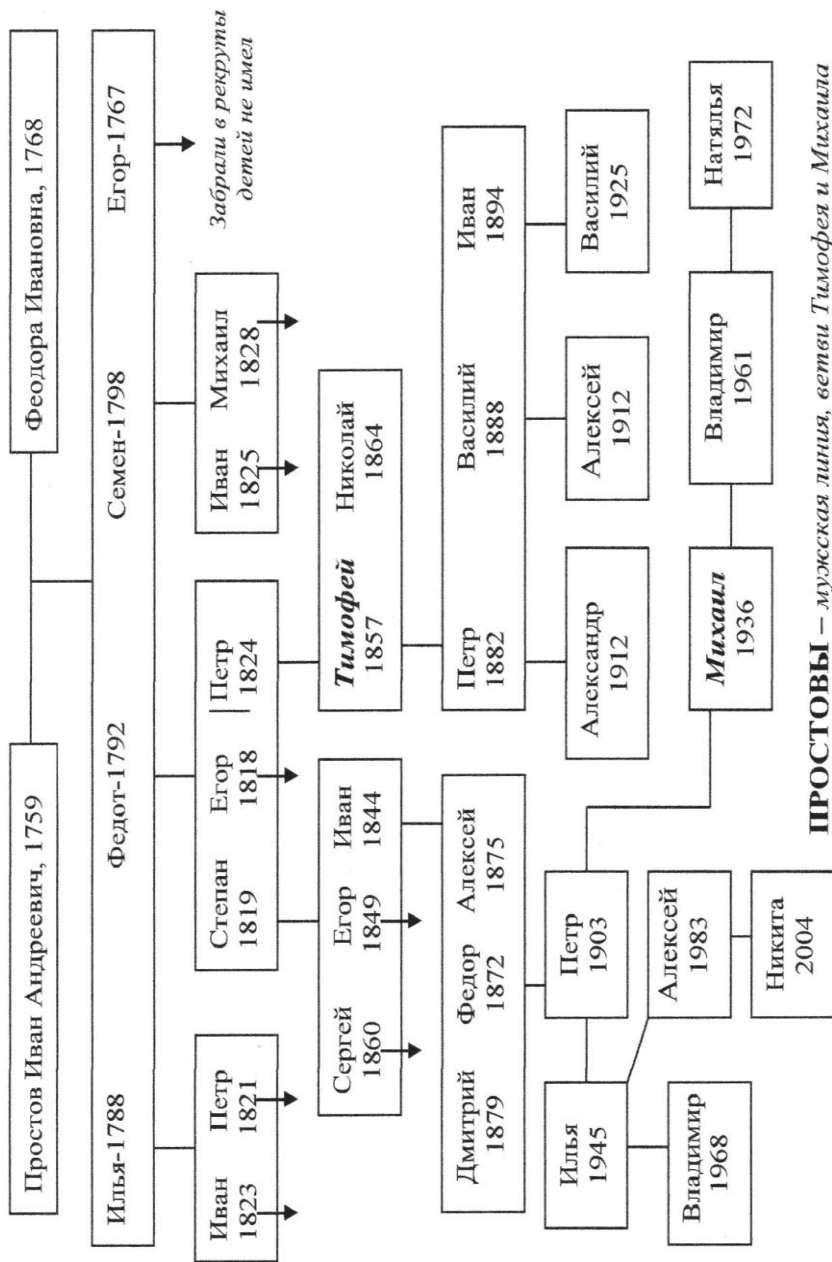 Простов Иван Андреевич, 1759
Феодора Ивановна, 1768
Илья-1788
Федот-1792
Семен-1798
Егор-1767
Забрали в рекруты
детей не имел
Иван
1823
Петр
1821
Степан
1819
Егор
1818
Петр
1824
Иван
1825
Михаил
1828
Сергей
1860
Егор
1849
Иван
1844
Тимофей
1857
Николай
1864
Дмитрий
1879
Федор
1872
Алексей
1875
Петр
1882
Василий
1888
Иван
1894
Илья
1945
Петр
1903
Александр
1912
Алексей
1912
Василий
1925
Владимир
1968
Алексей
1983
Михаил
1936
Владимир
1961
Наталья
1972
Никита
2004
ПРОСТОВЫ – мужская линия, ветви Тимофея и Михаила